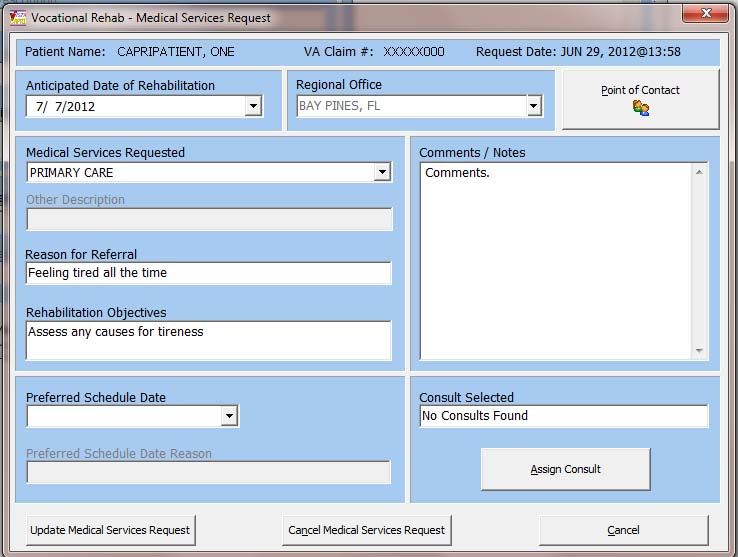 Vocational Rehab - Medical Services Request
Patient Name: CAPRIPATIENT, ONE VA Claim #: XXXXX000 Request Date: JUN 29, 2012@13:58
Anticipated Date of Rehabilitation
7/ 7/2012
Regional Office
BAY PINES, FL
Point of Contact
Medical Services Requested
PRIMARY CARE
Other Description
Reason for Referral
Feeling tired all the time
Rehabilitation Objectives
Assess any causes for tireness
Comments / Notes
Comments.
Preferred Schedule Date
Preferred Schedule Date Reason
Consult Selected
No Consults Found
Assign Consult
Update Medical Services Request
Cancel Medical Services Request
Cancel